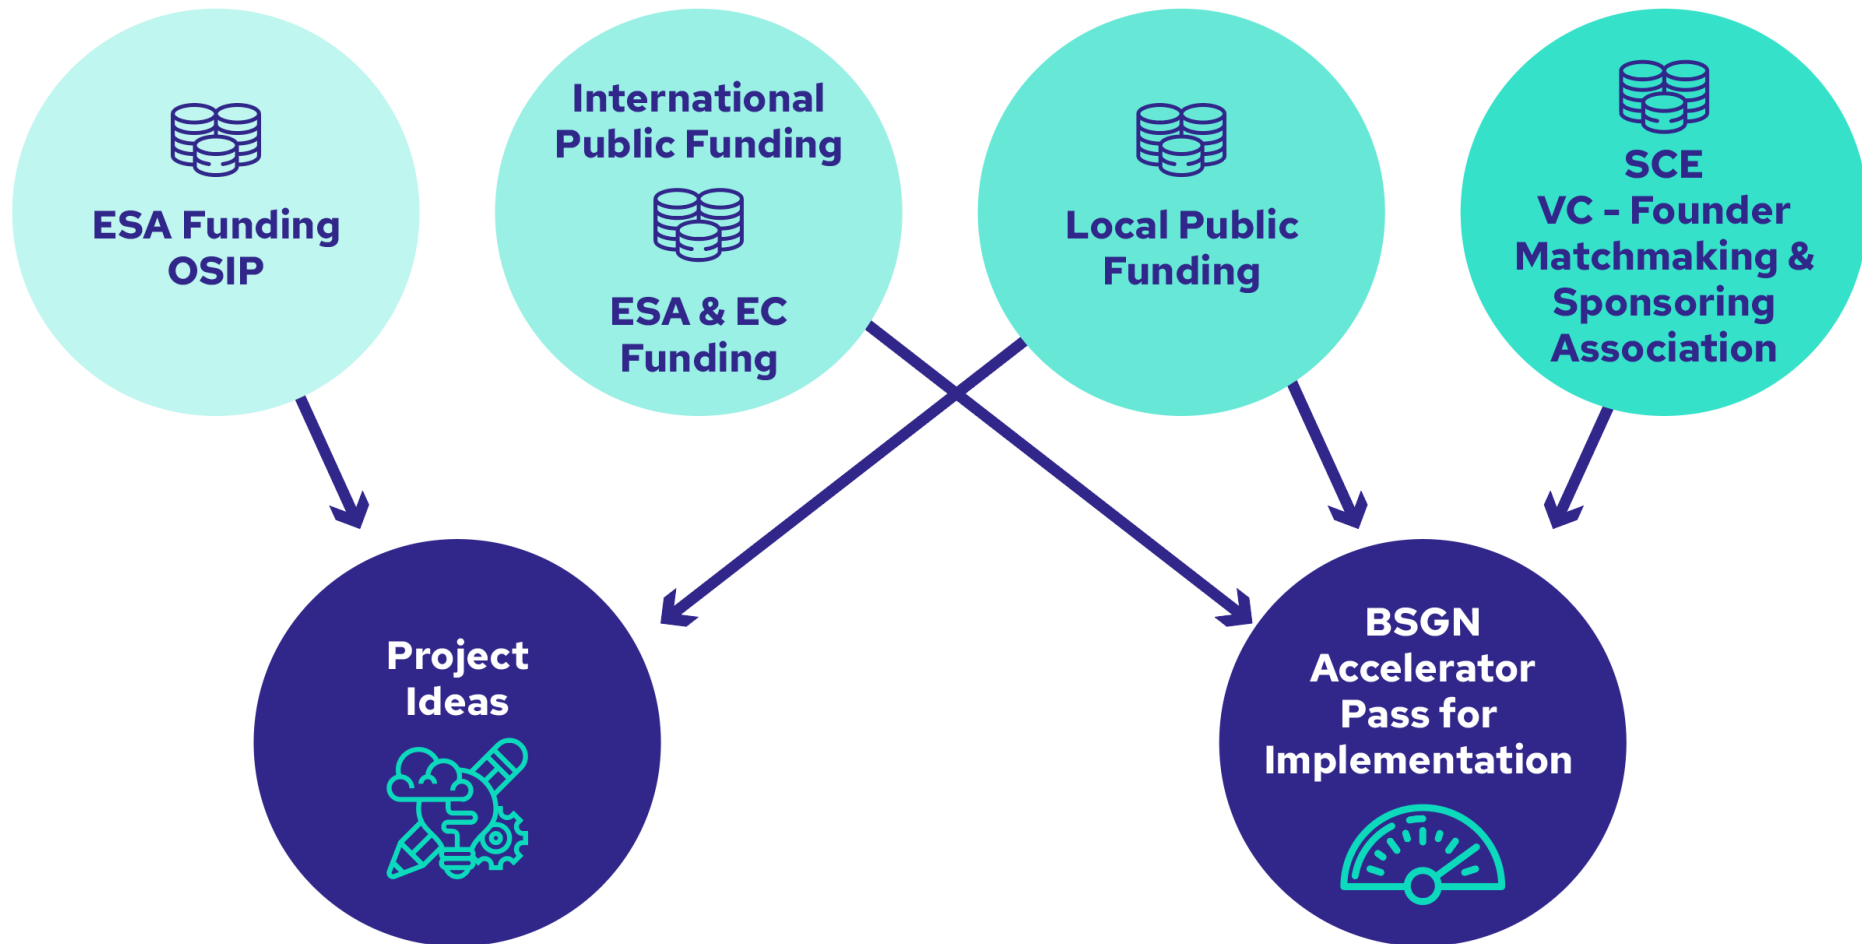 ESA Funding
OSIP
International
Public Funding
ESA & EC
Funding
Local Public
Funding
SCE
VC - Founder
Matchmaking &
Sponsoring
Association
Project
Ideas
BSGN
Accelerator
Pass for
Implementation